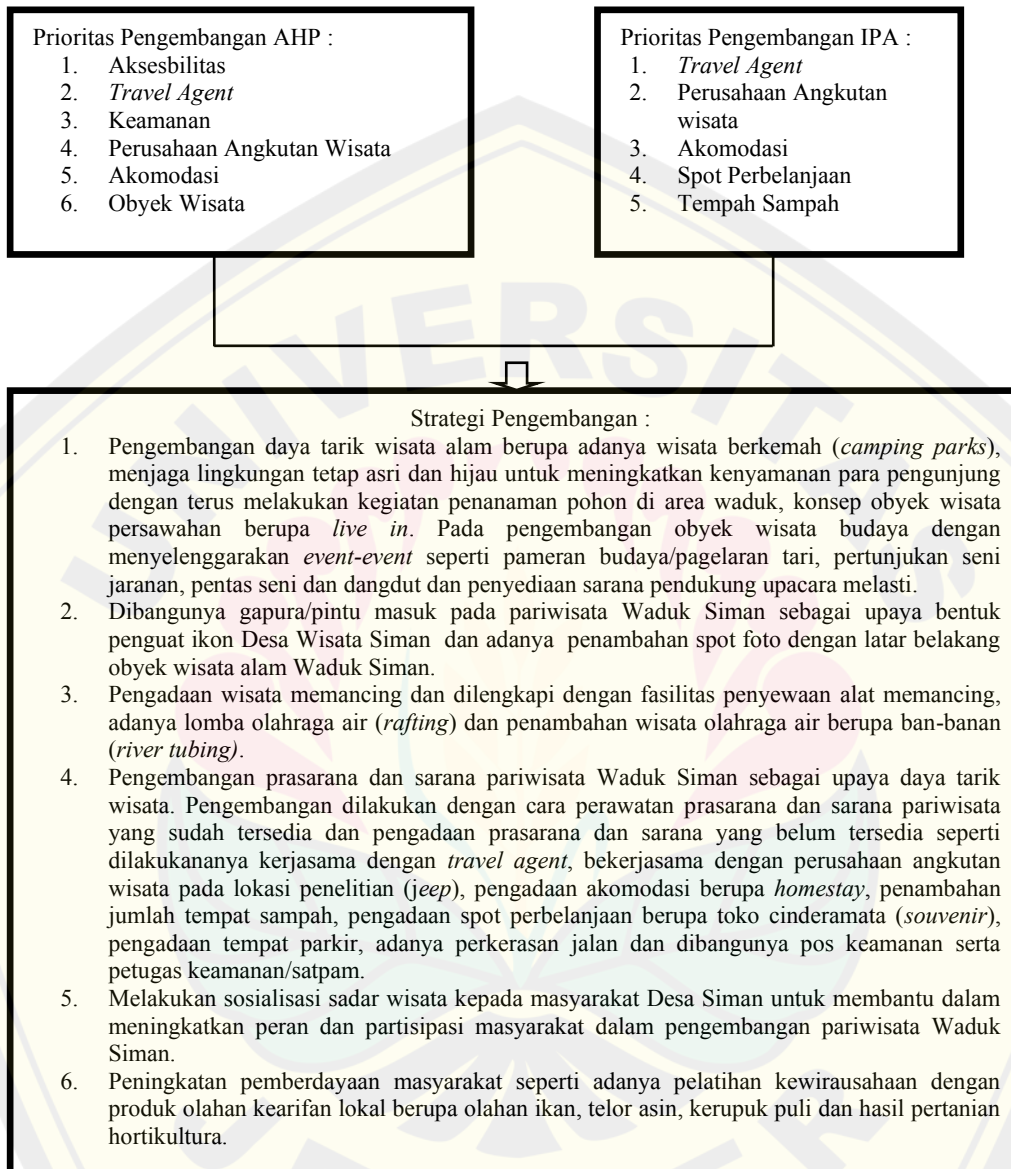 Prioritas Pengembangan AHP :
1. Aksesbilitas
2. Travel Agent
3. Keamanan
4. Perusahaan Angkutan Wisata
5. Akomodasi
6. Obyek Wisata
Prioritas Pengembangan IPA :
1. Travel Agent
2. Perusahaan Angkutan
wisata
3. Akomodasi
4. Spot Perbelanjaan
5. Tempah Sampah
UNIVERSITAS
Strategi Pengembangan :
1. Pengembangan daya tarik wisata alam berupa adanya wisata berkemah (camping parks),
menjaga lingkungan tetap asri dan hijau untuk meningkatkan kenyamanan para pengunjung
dengan terus melakukan kegiatan penanaman pohon di area waduk, konsep obyek wisata
persawahan berupa live in. Pada pengembangan obyek wisata budaya dengan
menyelenggarakan event-event seperti pameran budaya/pagelaran tari, pertunjukan seni
jaranan, pentas seni dan dangdut dan penyediaan sarana pendukung upacara melasti.
2. Dibangunya gapura/pintu masuk pada pariwisata Waduk Siman sebagai upaya bentuk
penguat ikon Desa Wisata Siman dan adanya penambahan spot foto dengan latar belakang
obyek wisata alam Waduk Siman.
3. Pengadaan wisata memancing dan dilengkapi dengan fasilitas penyewaan alat memancing,
adanya lomba olahraga air (rafting) dan penambahan wisata olahraga air berupa ban-banan
(river tubing).
4. Pengembangan prasarana dan sarana pariwisata Waduk Siman sebagai upaya daya tarik
wisata. Pengembangan dilakukan dengan cara perawatan prasarana dan sarana pariwisata
yang sudah tersedia dan pengadaan prasarana dan sarana yang belum tersedia seperti
dilakukananya kerjasama dengan travel agent, bekerjasama dengan perusahaan angkutan
wisata pada lokasi penelitian (jeep), pengadaan akomodasi berupa homestay, penambahan
jumlah tempat sampah, pengadaan spot perbelanjaan berupa toko cinderamata (souvenir),
pengadaan tempat parkir, adanya perkerasan jalan dan dibangunya pos keamanan serta
petugas keamanan/satpam.
5. Melakukan sosialisasi sadar wisata kepada masyarakat Desa Siman untuk membantu dalam
meningkatkan peran dan partisipasi masyarakat dalam pengembangan pariwisata Waduk
Siman.
6. Peningkatan pemberdayaan masyarakat seperti adanya pelatihan kewirausahaan dengan
produk olahan kearifan lokal berupa olahan ikan, telor asin, kerupuk puli dan hasil pertanian
hortikultura.